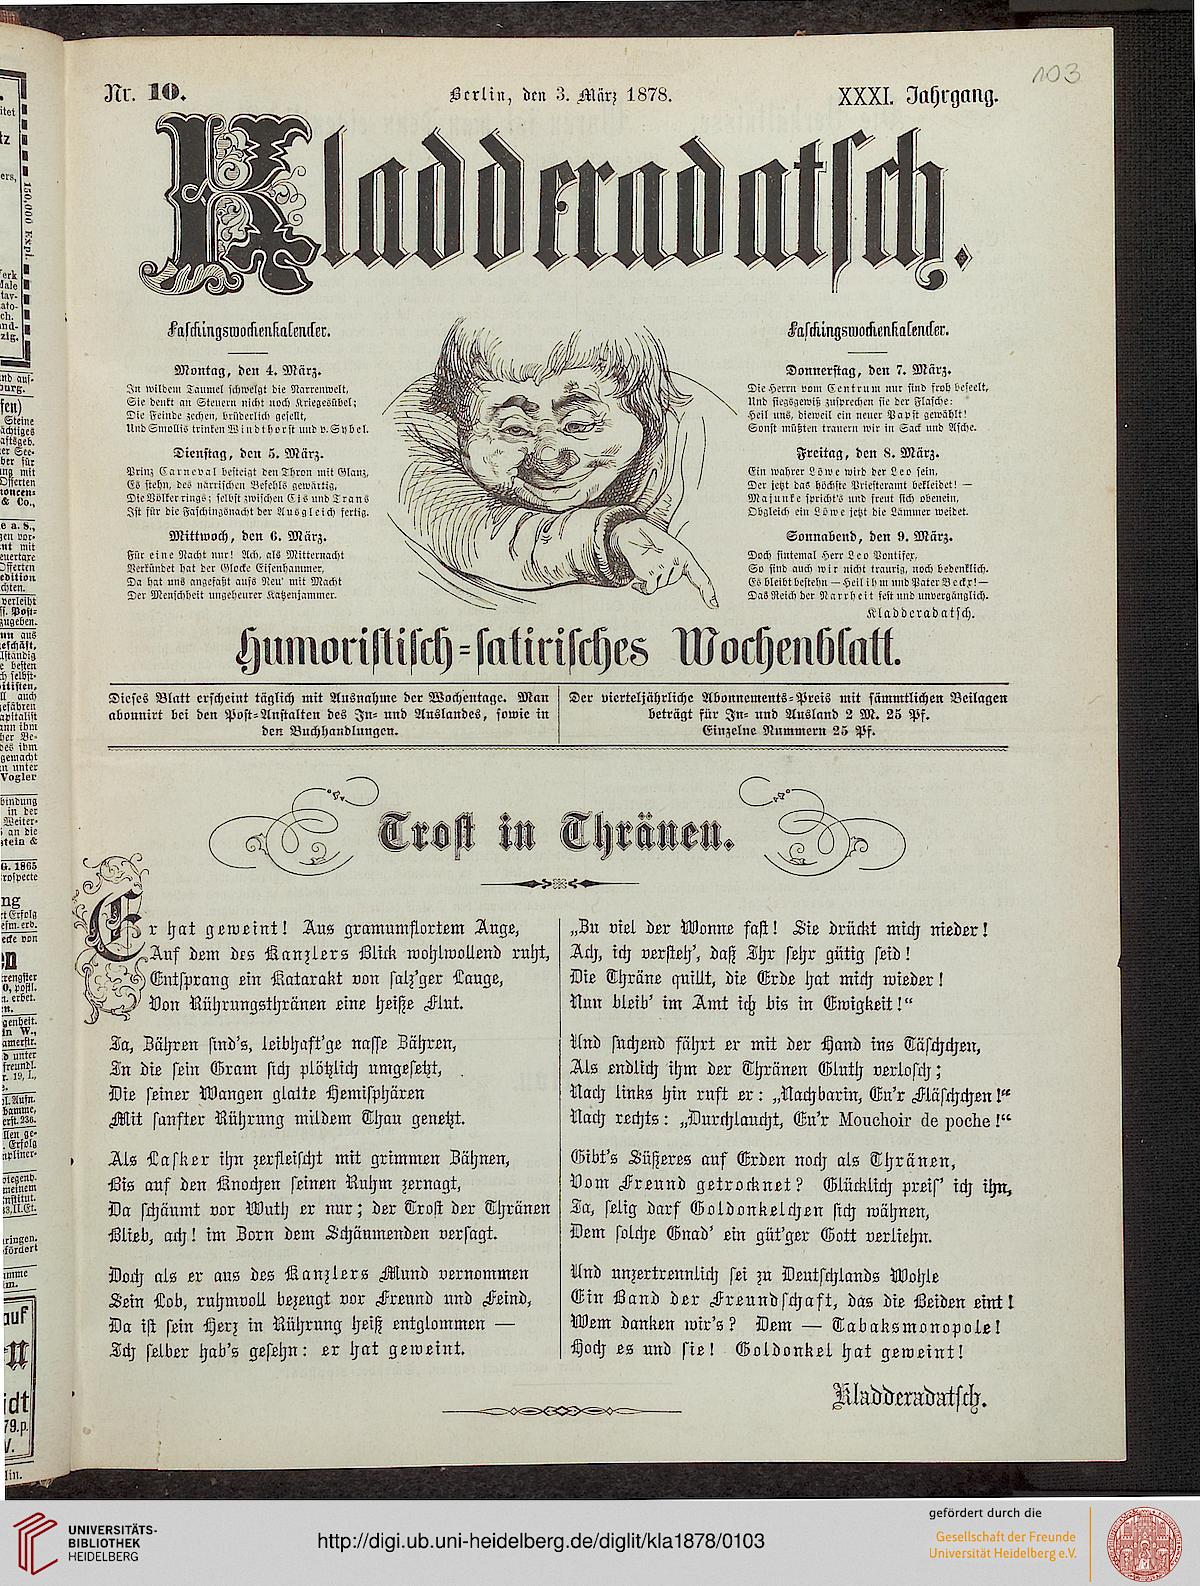 103
Nr. 10.
Berlin, den 3. März 1878.
XXXI. Jahrgang.
Kladderadatsch.
Faschingswochenkalender.
Montag, den 4. März.
In wildem Taumel schwelgt die Narrenwelt,
Sie denkt an Steuern nicht noch Kriegesübel;
Die Feinde zechen, brüderlich gesellt,
Und Smollis trinken Windthorst und v. Sybel.
Dienstag, den 5. März.
Prinz Carneval besteigt den Thron mit Glanz,
Es stehn, des närrischen Befehls gewärtig,
Die Völker rings; selbst zwischen Cis und Trans
Ist für die Faschingsnacht der Ausgleich fertig.
Mittwoch, den 6. März.
Für eine Nacht nur! Ach, als Mitternacht
Verkündet hat der Glocke Eisenhammer,
Da hat uns angefaßt aufs Neu' mit Macht
Der Menschheit ungeheurer Katzenjammer.
Faschingswochenkalender.
Donnerstag, den 7. März.
Die Herrn vom Centrum nur sind froh beseelt,
Und siegsgewiß zusprechen sie der Flasche:
Heil uns, dieweil ein neuer Papst gewählt!
Sonst müßten trauern wir in Sack und Asche.
Freitag, den 8. März.
Ein wahrer Löwe wird der Leo sein,
Der jetzt das höchste Priesteramt bekleidet! —
Majunke spricht's und freut sich obenein,
Obgleich ein Löwe jetzt die Lämmer weidet.
Sonnabend, den 9. März.
Doch sintemal Herr Leo Pontifex,
So sind auch wir nicht traurig, noch bedenklich.
Es bleibt bestehn — Heil ihm und Pater Beckx! —
Das Reich der Narrheit fest und unvergänglich.
Kladderadatsch.
Humoristisch-satirisches Wochenblatt.
Dieses Blatt erscheint täglich mit Ausnahme der Wochentage. Man
abonnirt bei den Post-Anstalten des In- und Auslandes, sowie in
den Buchhandlungen.
Der vierteljährliche Abonnements-Preis mit sämmtlichen Beilagen
beträgt für In- und Ausland 2 M. 25 Pf.
Einzelne Nummern 25 Pf.
Trost in Thränen.
Er hat geweint! Aus gramumflortem Auge,
Auf dem des Kanzlers Blick wohlwollend ruht,
Entsprang ein Katarakt von salz'ger Lauge,
Von Rührungsthränen eine heiße Flut.
Ja, Zähren sind's, leibhaft'ge nasse Zähren,
In die sein Gram sich plötzlich umgesetzt,
Die seiner Wangen glatte Hemisphären
Mit sanfter Rührung mildem Thau genetzt.
Als Lasker ihn zerfleischt mit grimmen Zähnen,
Bis auf den Knochen seinen Ruhm zernagt,
Da schäumt vor Wuth er nur; der Trost der Thränen
Blieb, ach! im Born dem Schäumenden versagt.
Doch als er aus des Kanzlers Mund vernommen
Sein Lob, ruhmvoll bezeugt vor Freund und Feind,
Da ist sein Herz in Rührung heiß entglommen —
Ich selber hab's gesehn: er hat geweint.
„Zu viel der Wonne fast! Sie drückt mich nieder!
Ach, ich versteh', daß Ihr sehr gütig seid!
Die Thräne quillt, die Erde hat mich wieder!
Nun bleib' im Amt ich bis in Ewigkeit!“
Und suchend fährt er mit der Hand ins Täschchen,
Als endlich ihm der Thränen Gluth verlosch;
Nach links hin ruft er: „Nachbarin, Eu'r Fläschchen!“
Nach rechts: „Durchlaucht, Eu'r Mouchoir de poche!“
Gibt's Süßeres auf Erden noch als Thränen,
Vom Freund getrocknet? Glücklich preis' ich ihn,
Ja, selig darf Goldonkelchen sich wähnen,
Dem solche Gnad' ein güt'ger Gott verliehn.
Und unzertrennlich sei zu Deutschlands Wohle
Ein Band der Freundschaft, das die Beiden eint!
Wem danken wir's? Dem — Tabaksmonopole!
Hoch es und sie! Goldonkel hat geweint!
Kladderadatsch.
UNIVERSITÄTS-
BIBLIOTHEK
HEIDELBERG
http://digi.ub.uni-heidelberg.de/diglit/kla1878/0103
gefördert durch die
Gesellschaft der Freunde
Universität Heidelberg e.V.